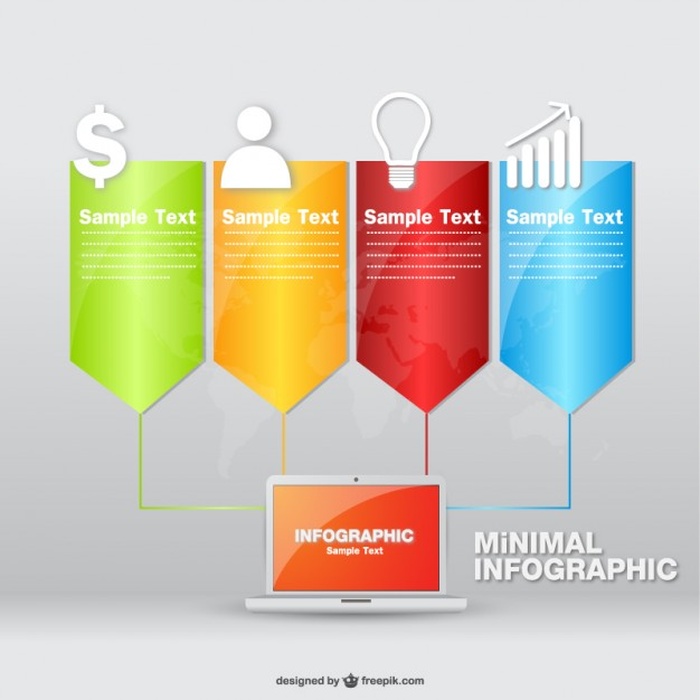 $
Sample Text
Sample Text
Sample Text
Sample Text
INFOGRAPHIC
Sample Text
MiNIMAL
INFOGRAPHIC
designed by freepik.com